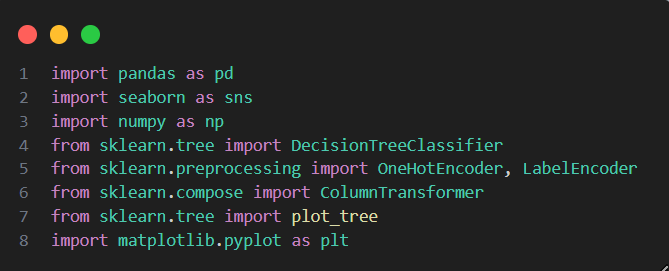 1 import pandas as pd
2 import seaborn as sns
3 import numpy as np
4 from sklearn.tree import DecisionTreeClassifier
5 from sklearn.preprocessing import OneHotEncoder, LabelEncoder
6 from sklearn.compose import ColumnTransformer
7 from sklearn.tree import plot_tree
8 import matplotlib.pyplot as plt